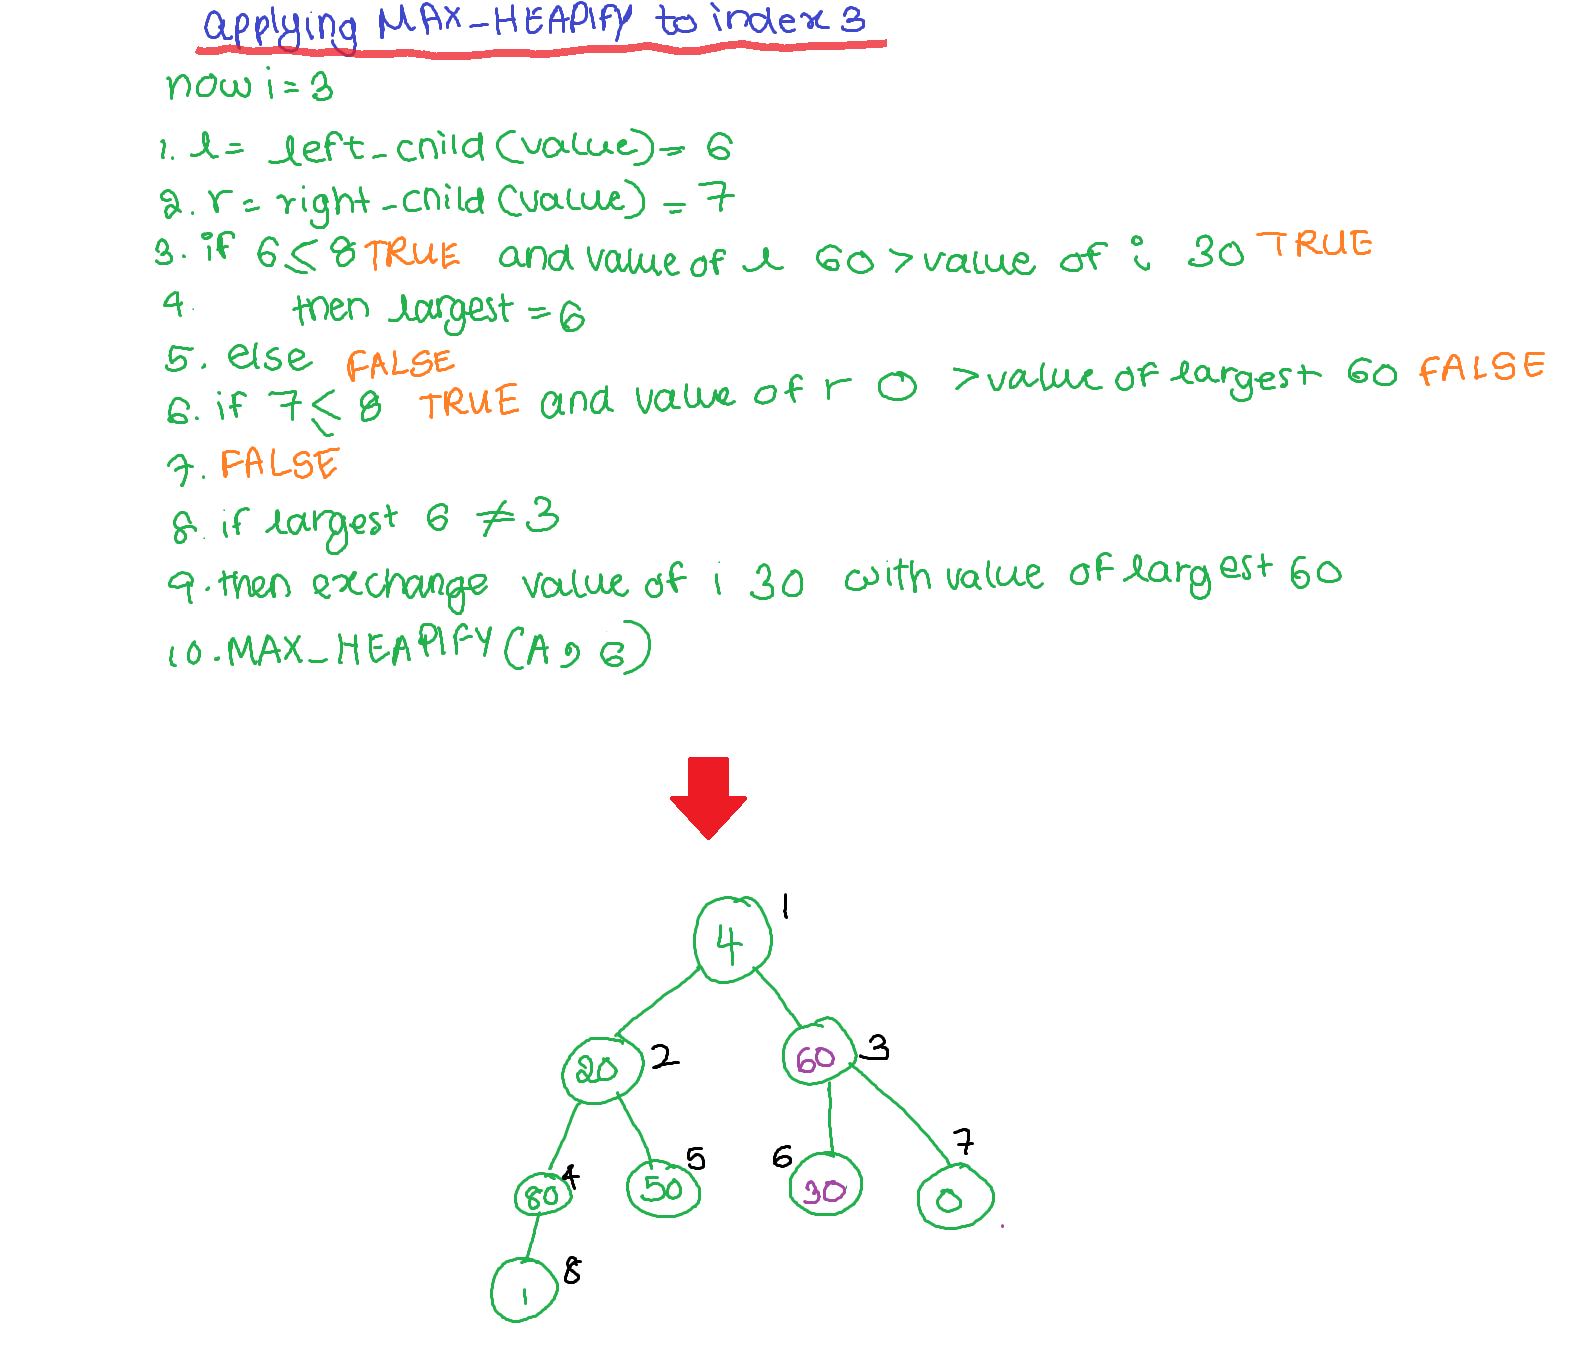 applying MAX-HEAPIFY to index 3
now i = 3
1. l = left-child (value) = 6
2. r = right-child (value) = 7
3. if 6 ≤ 8 TRUE and value of l 60 > value of i 30 TRUE
4. then largest = 6
5. else FALSE
6. if 7 ≤ 8 TRUE and value of r 0 > value of largest 60 FALSE
7. FALSE
8. if largest 6 ≠ 3
9. then exchange value of i 30 with value of largest 60
10. MAX_HEAPIFY (A, 6)
4 1
20 2 60 3
80 4 50 5 6 30 0 7
1 8